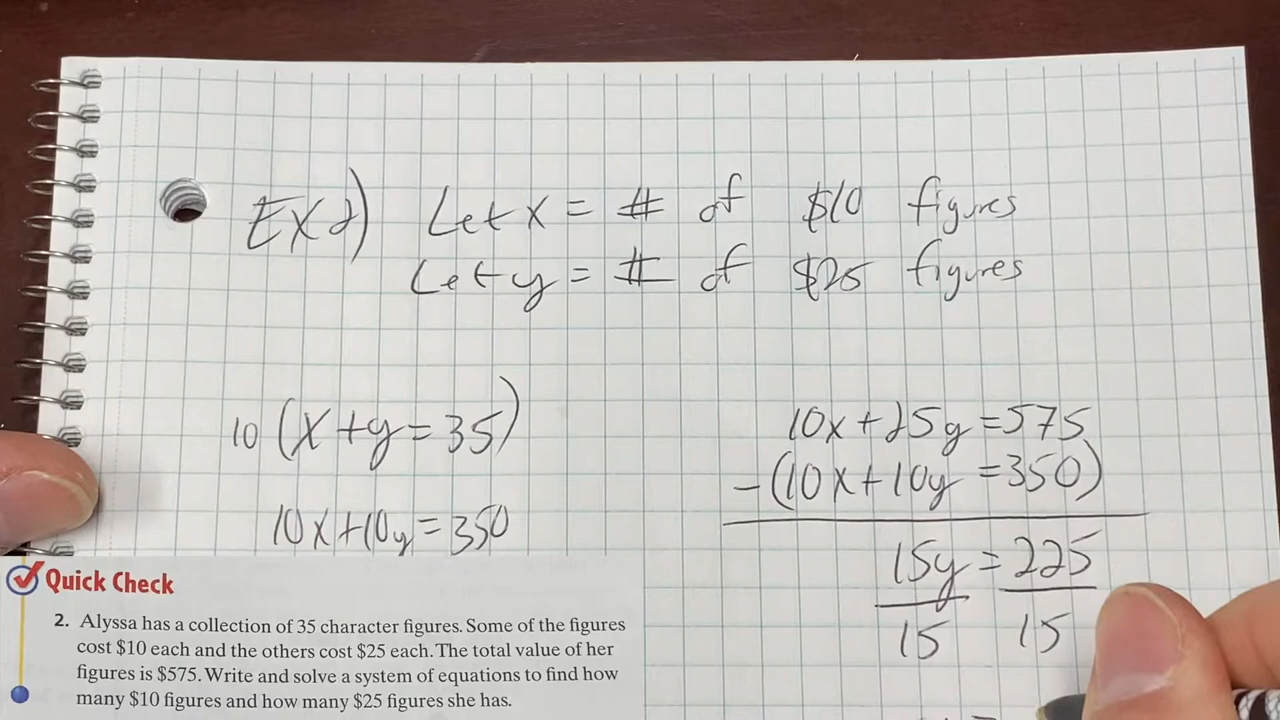 Ex2) Let x = # of $10 figures
Let y = # of $25 figures
10 (x+y=35)
10x+10y=350
10x+25y=575
-(10x+10y=350)
15y=225
15 15
Quick Check
2. Alyssa has a collection of 35 character figures. Some of the figures
cost $10 each and the others cost $25 each. The total value of her
figures is $575. Write and solve a system of equations to find how
many $10 figures and how many $25 figures she has.